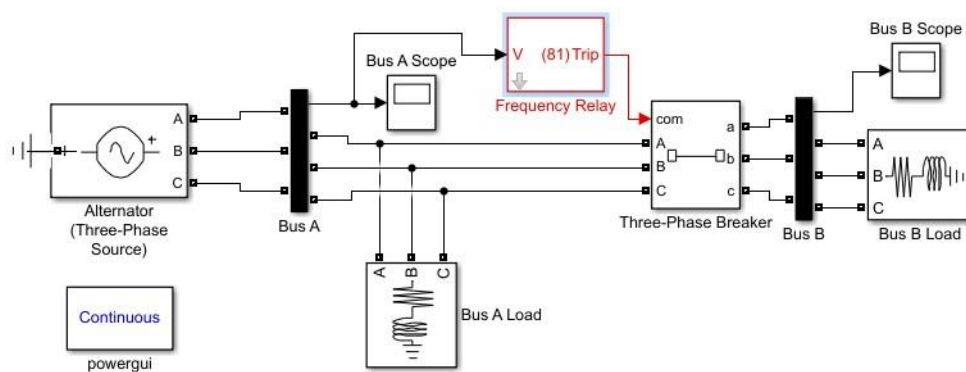 Bus B Scope
V (81) Trip
Bus A Scope
Frequency Relay
A
B
C
com
A
B
C
a
b
c
A
B
C
Alternator
(Three-Phase
Source)
Bus A
Three-Phase Breaker
Bus B
Bus B Load
A B C
Bus A Load
Continuous
powergui